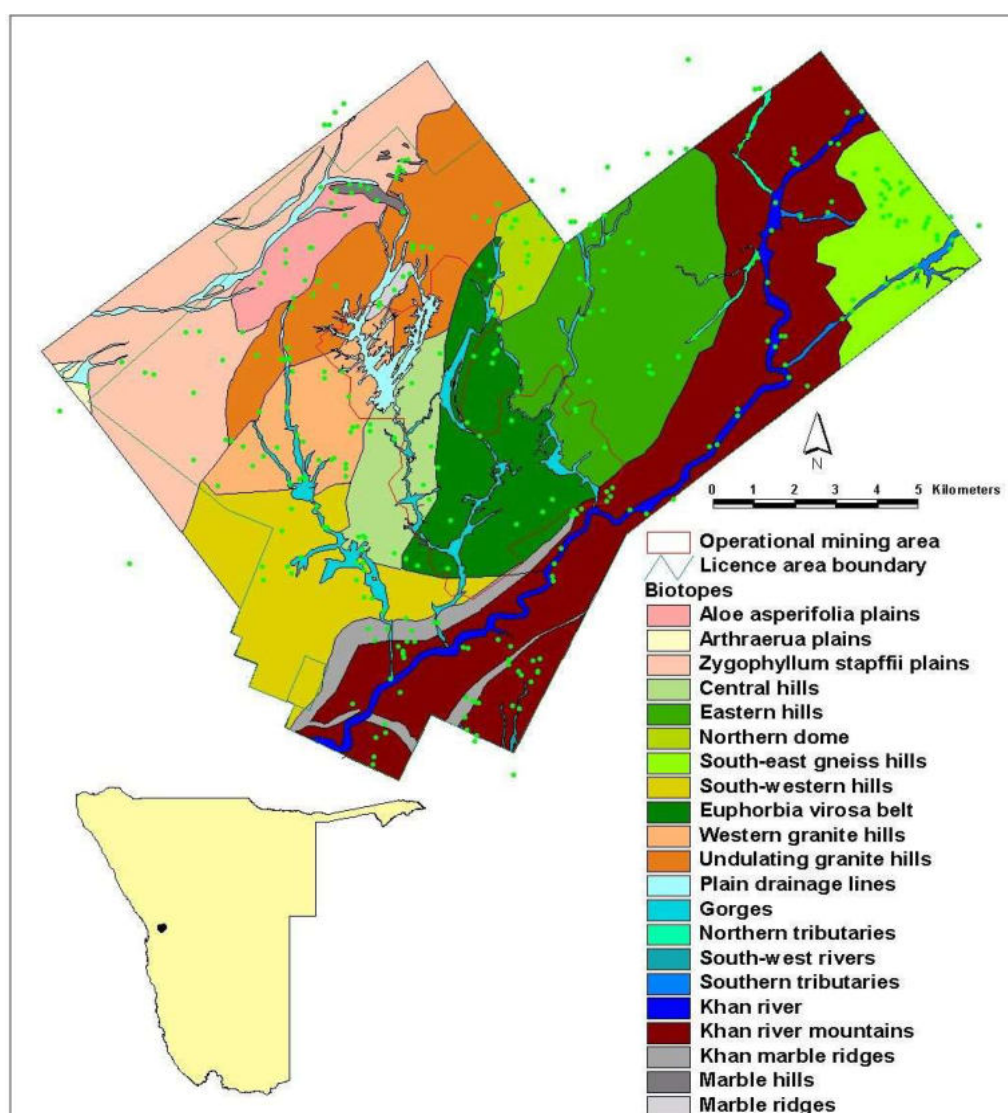 N
0 1 2 3 4 5 Kilometers
Operational mining area
Licence area boundary
Biotopes
Aloe asperifolia plains
Arthraerua plains
Zygophyllum stapffii plains
Central hills
Eastern hills
Northern dome
South-east gneiss hills
South-western hills
Euphorbia virosa belt
Western granite hills
Undulating granite hills
Plain drainage lines
Gorges
Northern tributaries
South-west rivers
Southern tributaries
Khan river
Khan river mountains
Khan marble ridges
Marble hills
Marble ridges